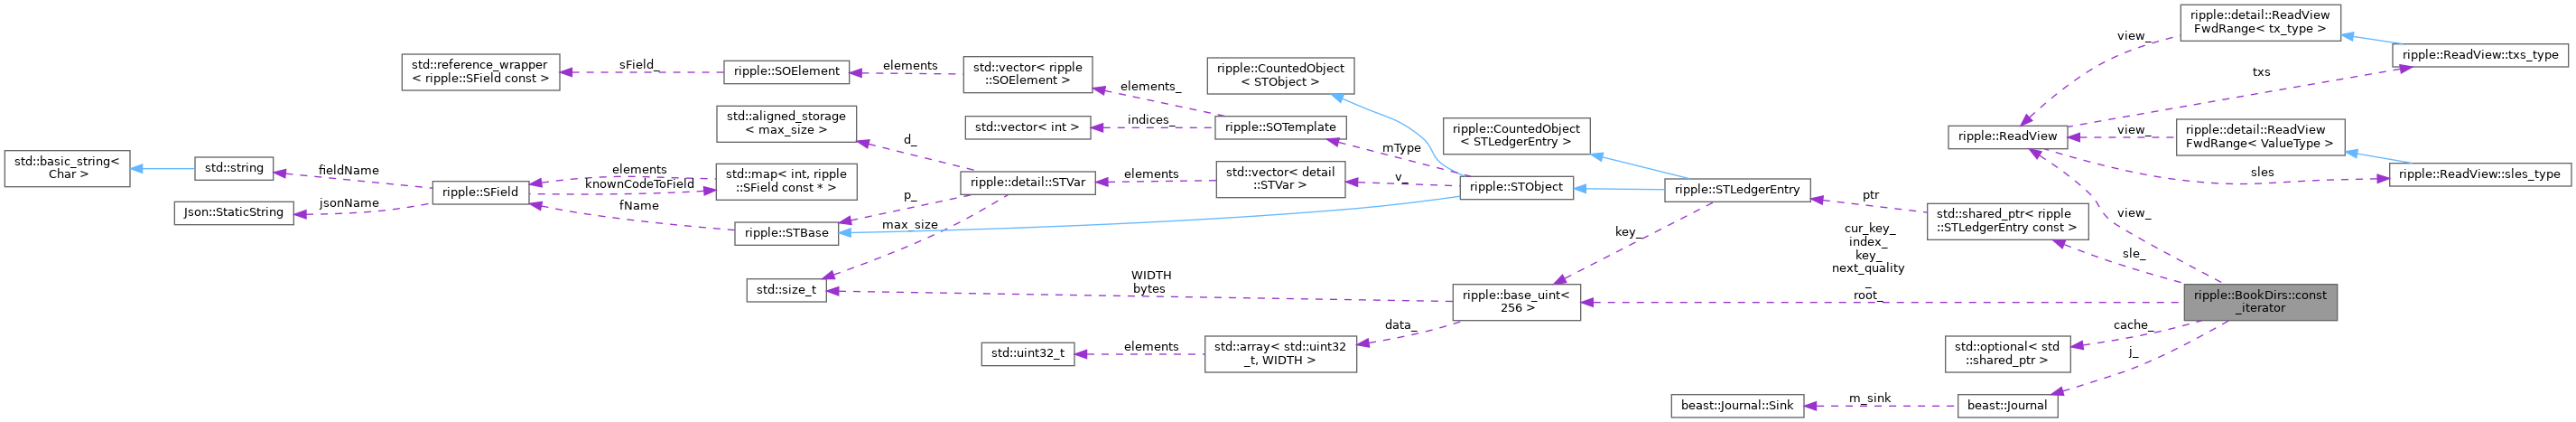 std::basic_string<
Char >
std::string
Json::StaticString
fieldName
jsonName
std::reference_wrapper
< ripple::SField const >
ripple::SField
sField_
elements
knownCodeToField
fName
ripple::SOElement
std::aligned_storage
< max_size >
std::map< int, ripple
::SField const * >
ripple::STBase
std::size_t
elements
d_
p_
max_size
WIDTH
bytes
std::vector< ripple
::SOElement >
std::vector< int >
ripple::detail::STVar
std::uint32_t
elements_
indices_
elements
elements
ripple::CountedObject
< STObject >
ripple::SOTemplate
std::vector< detail
::STVar >
std::array< std::uint32
_t, WIDTH >
mType
v_
data_
ripple::CountedObject
< STLedgerEntry >
ripple::STObject
ripple::base_uint<
256 >
key_
ripple::STLedgerEntry
beast::Journal::Sink
ptr
cur_key_
index_
key_
next_quality
_
root_
m_sink
ripple::ReadView
std::shared_ptr< ripple
::STLedgerEntry const >
std::optional< std
::shared_ptr >
beast::Journal
view_
txs
view_
sles
view_
sle_
cache_
j_
ripple::detail::ReadView
FwdRange< tx_type >
ripple::detail::ReadView
FwdRange< ValueType >
ripple::BookDirs::const
_iterator
ripple::ReadView::txs_type
ripple::ReadView::sles_type